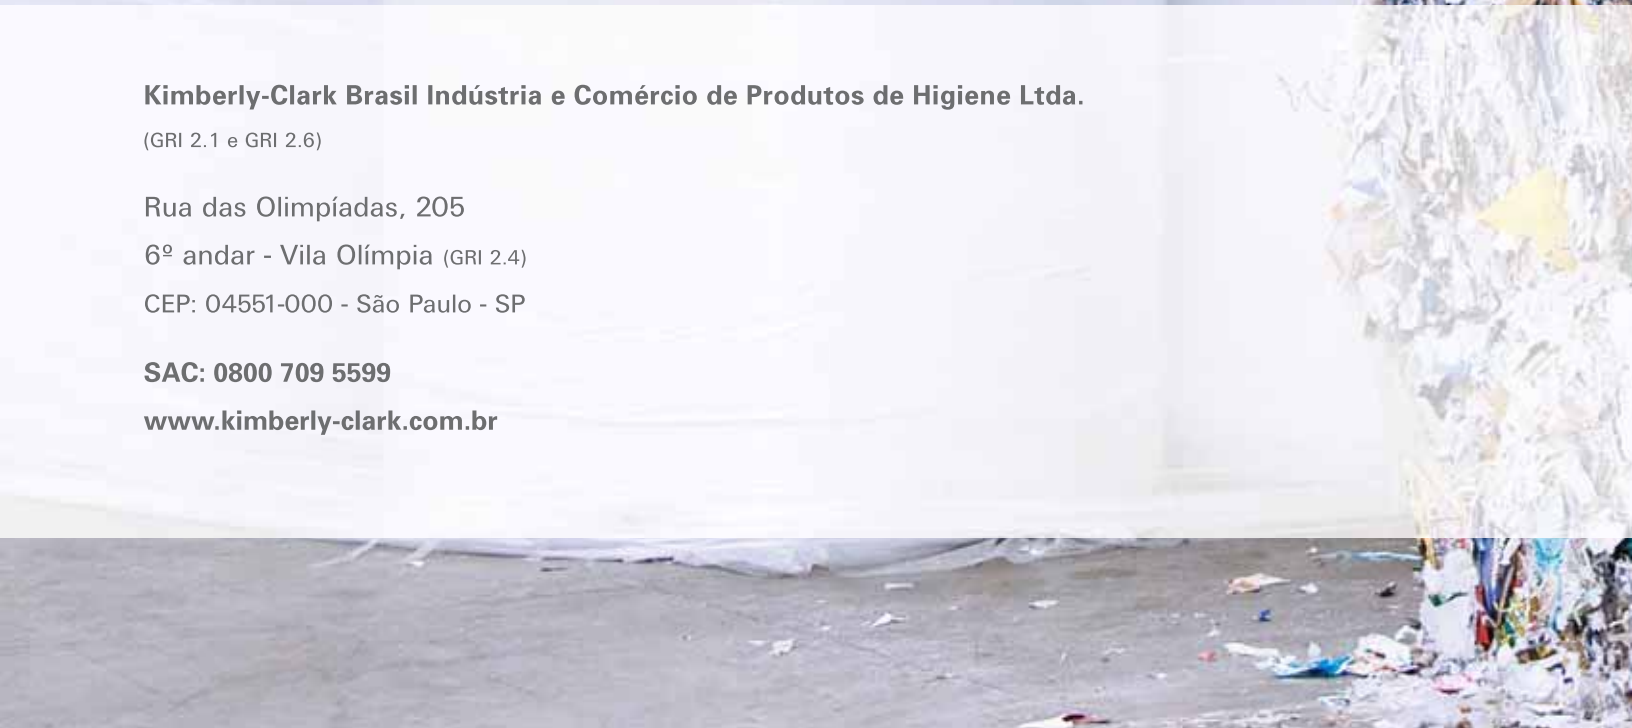 Kimberly-Clark Brasil Indústria e Comércio de Produtos de Higiene Ltda.
(GRI 2.1 e GRI 2.6)
Rua das Olimpíadas, 205
6º andar - Vila Olímpia (GRI 2.4)
CEP: 04551-000 - São Paulo - SP
SAC: 0800 709 5599
www.kimberly-clark.com.br